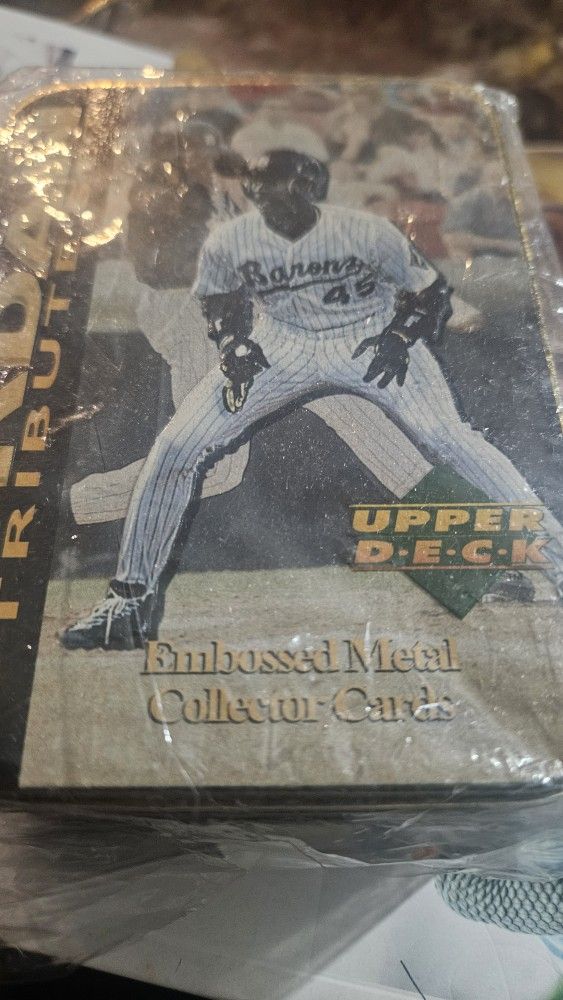 TRIBUTE
Barons
45
UPPER
D·E·C·K
Embossed Metal
Collector Cards